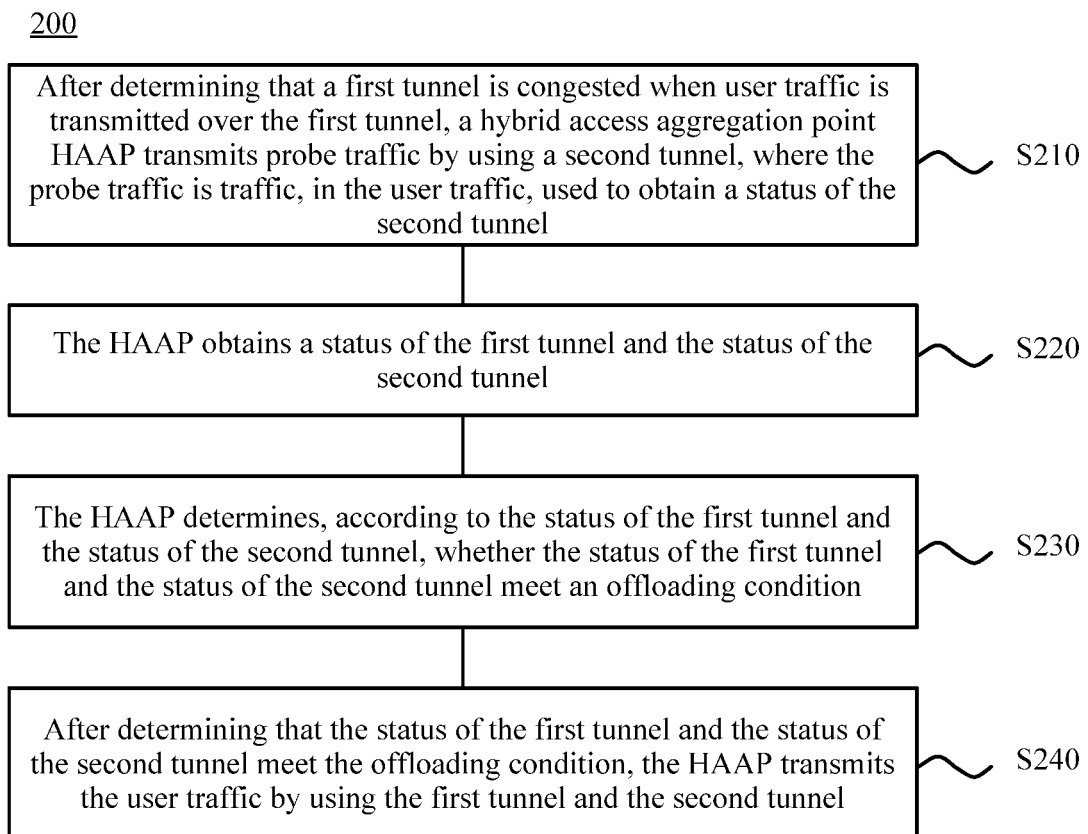 200
After determining that a first tunnel is congested when user traffic is
transmitted over the first tunnel, a hybrid access aggregation point
HAAP transmits probe traffic by using a second tunnel, where the
probe traffic is traffic, in the user traffic, used to obtain a status of the
second tunnel
S210
The HAAP obtains a status of the first tunnel and the status of the
second tunnel
S220
The HAAP determines, according to the status of the first tunnel and
the status of the second tunnel, whether the status of the first tunnel
and the status of the second tunnel meet an offloading condition
S230
After determining that the status of the first tunnel and the status of
the second tunnel meet the offloading condition, the HAAP transmits
the user traffic by using the first tunnel and the second tunnel
S240